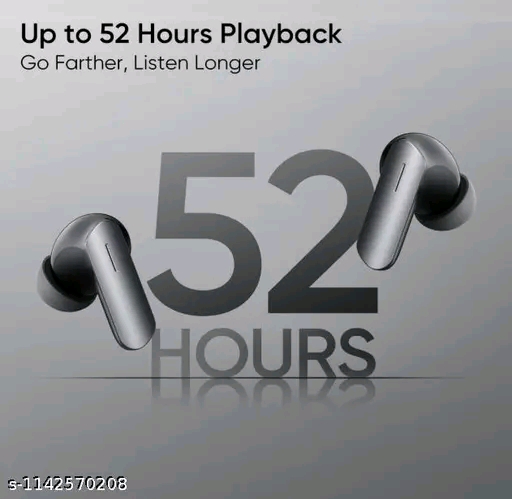 Up to 52 Hours Playback
Go Farther, Listen Longer
52
HOURS
s-1142570208